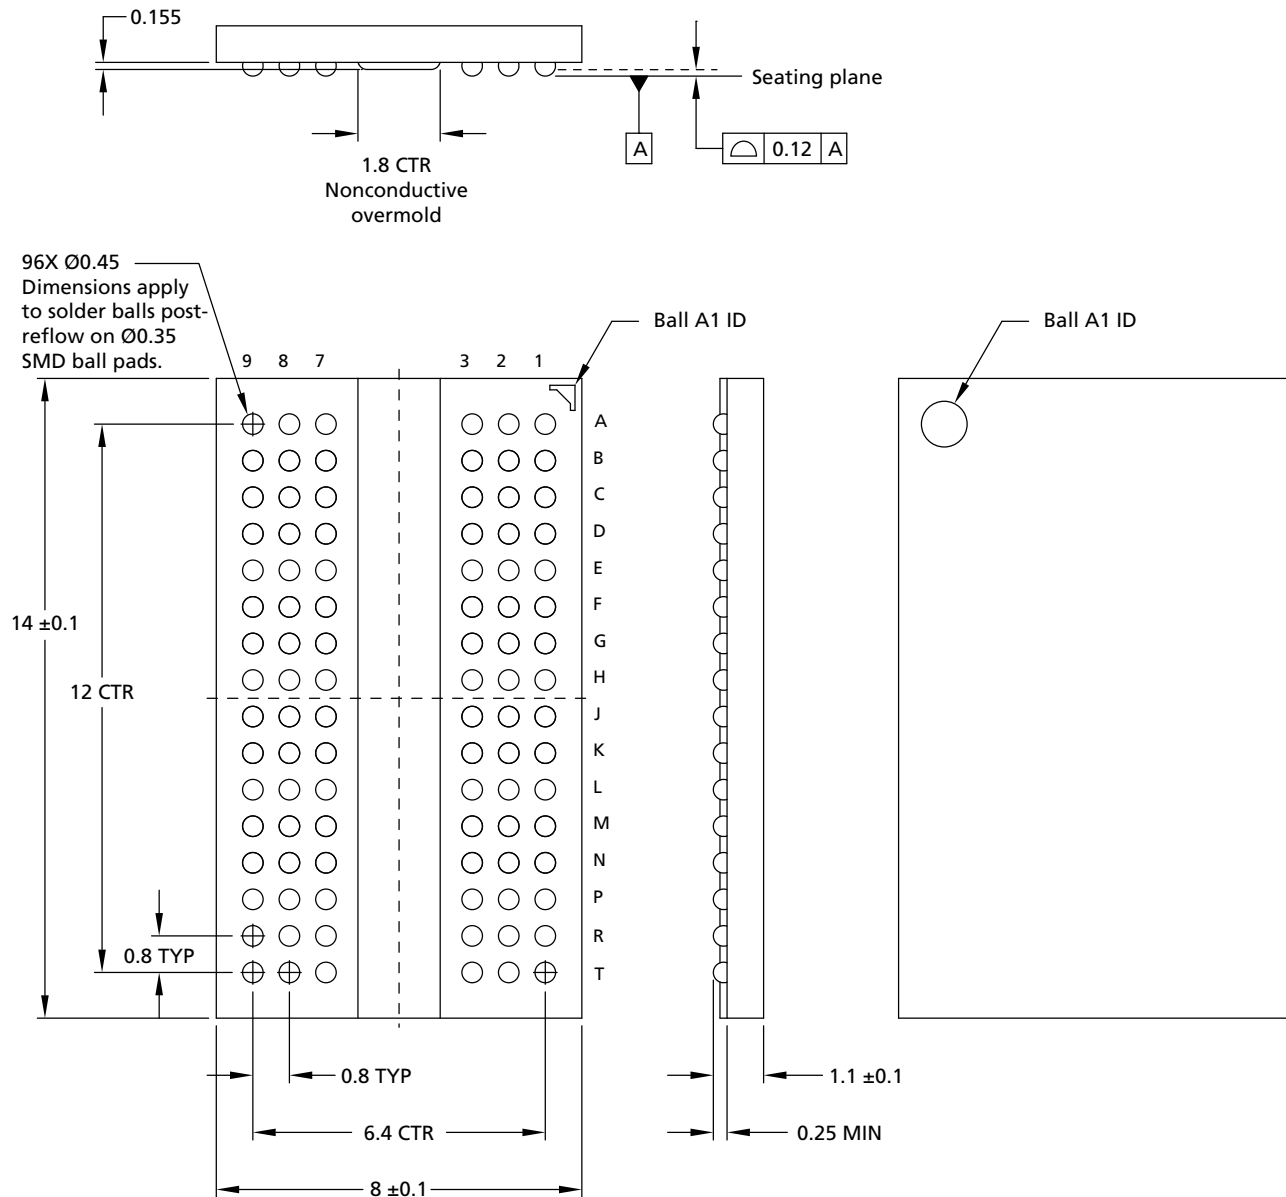 0.155
Seating plane
A
0.12 A
1.8 CTR
Nonconductive
overmold
96X Ø0.45
Dimensions apply
to solder balls post-
reflow on Ø0.35
SMD ball pads.
Ball A1 ID
Ball A1 ID
9 8 7 3 2 1
A
B
C
D
E
F
G
H
J
K
L
M
N
P
R
T
14 ±0.1
12 CTR
0.8 TYP
0.8 TYP
1.1 ±0.1
6.4 CTR
0.25 MIN
8 ±0.1